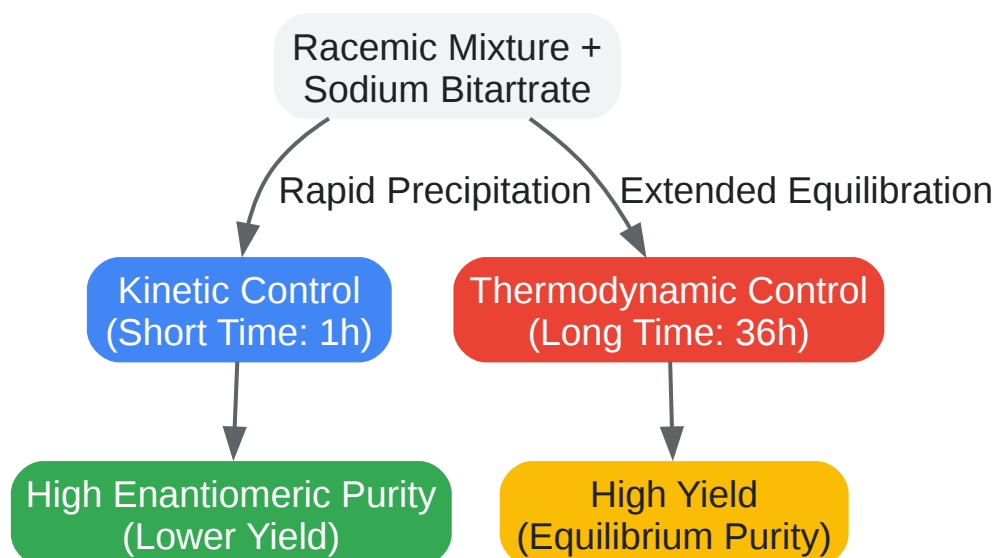 Racemic Mixture +
Sodium Bitartrate
Rapid Precipitation
Extended Equilibration
Kinetic Control
(Short Time: 1h)
Thermodynamic Control
(Long Time: 36h)
High Enantiomeric Purity
(Lower Yield)
High Yield
(Equilibrium Purity)